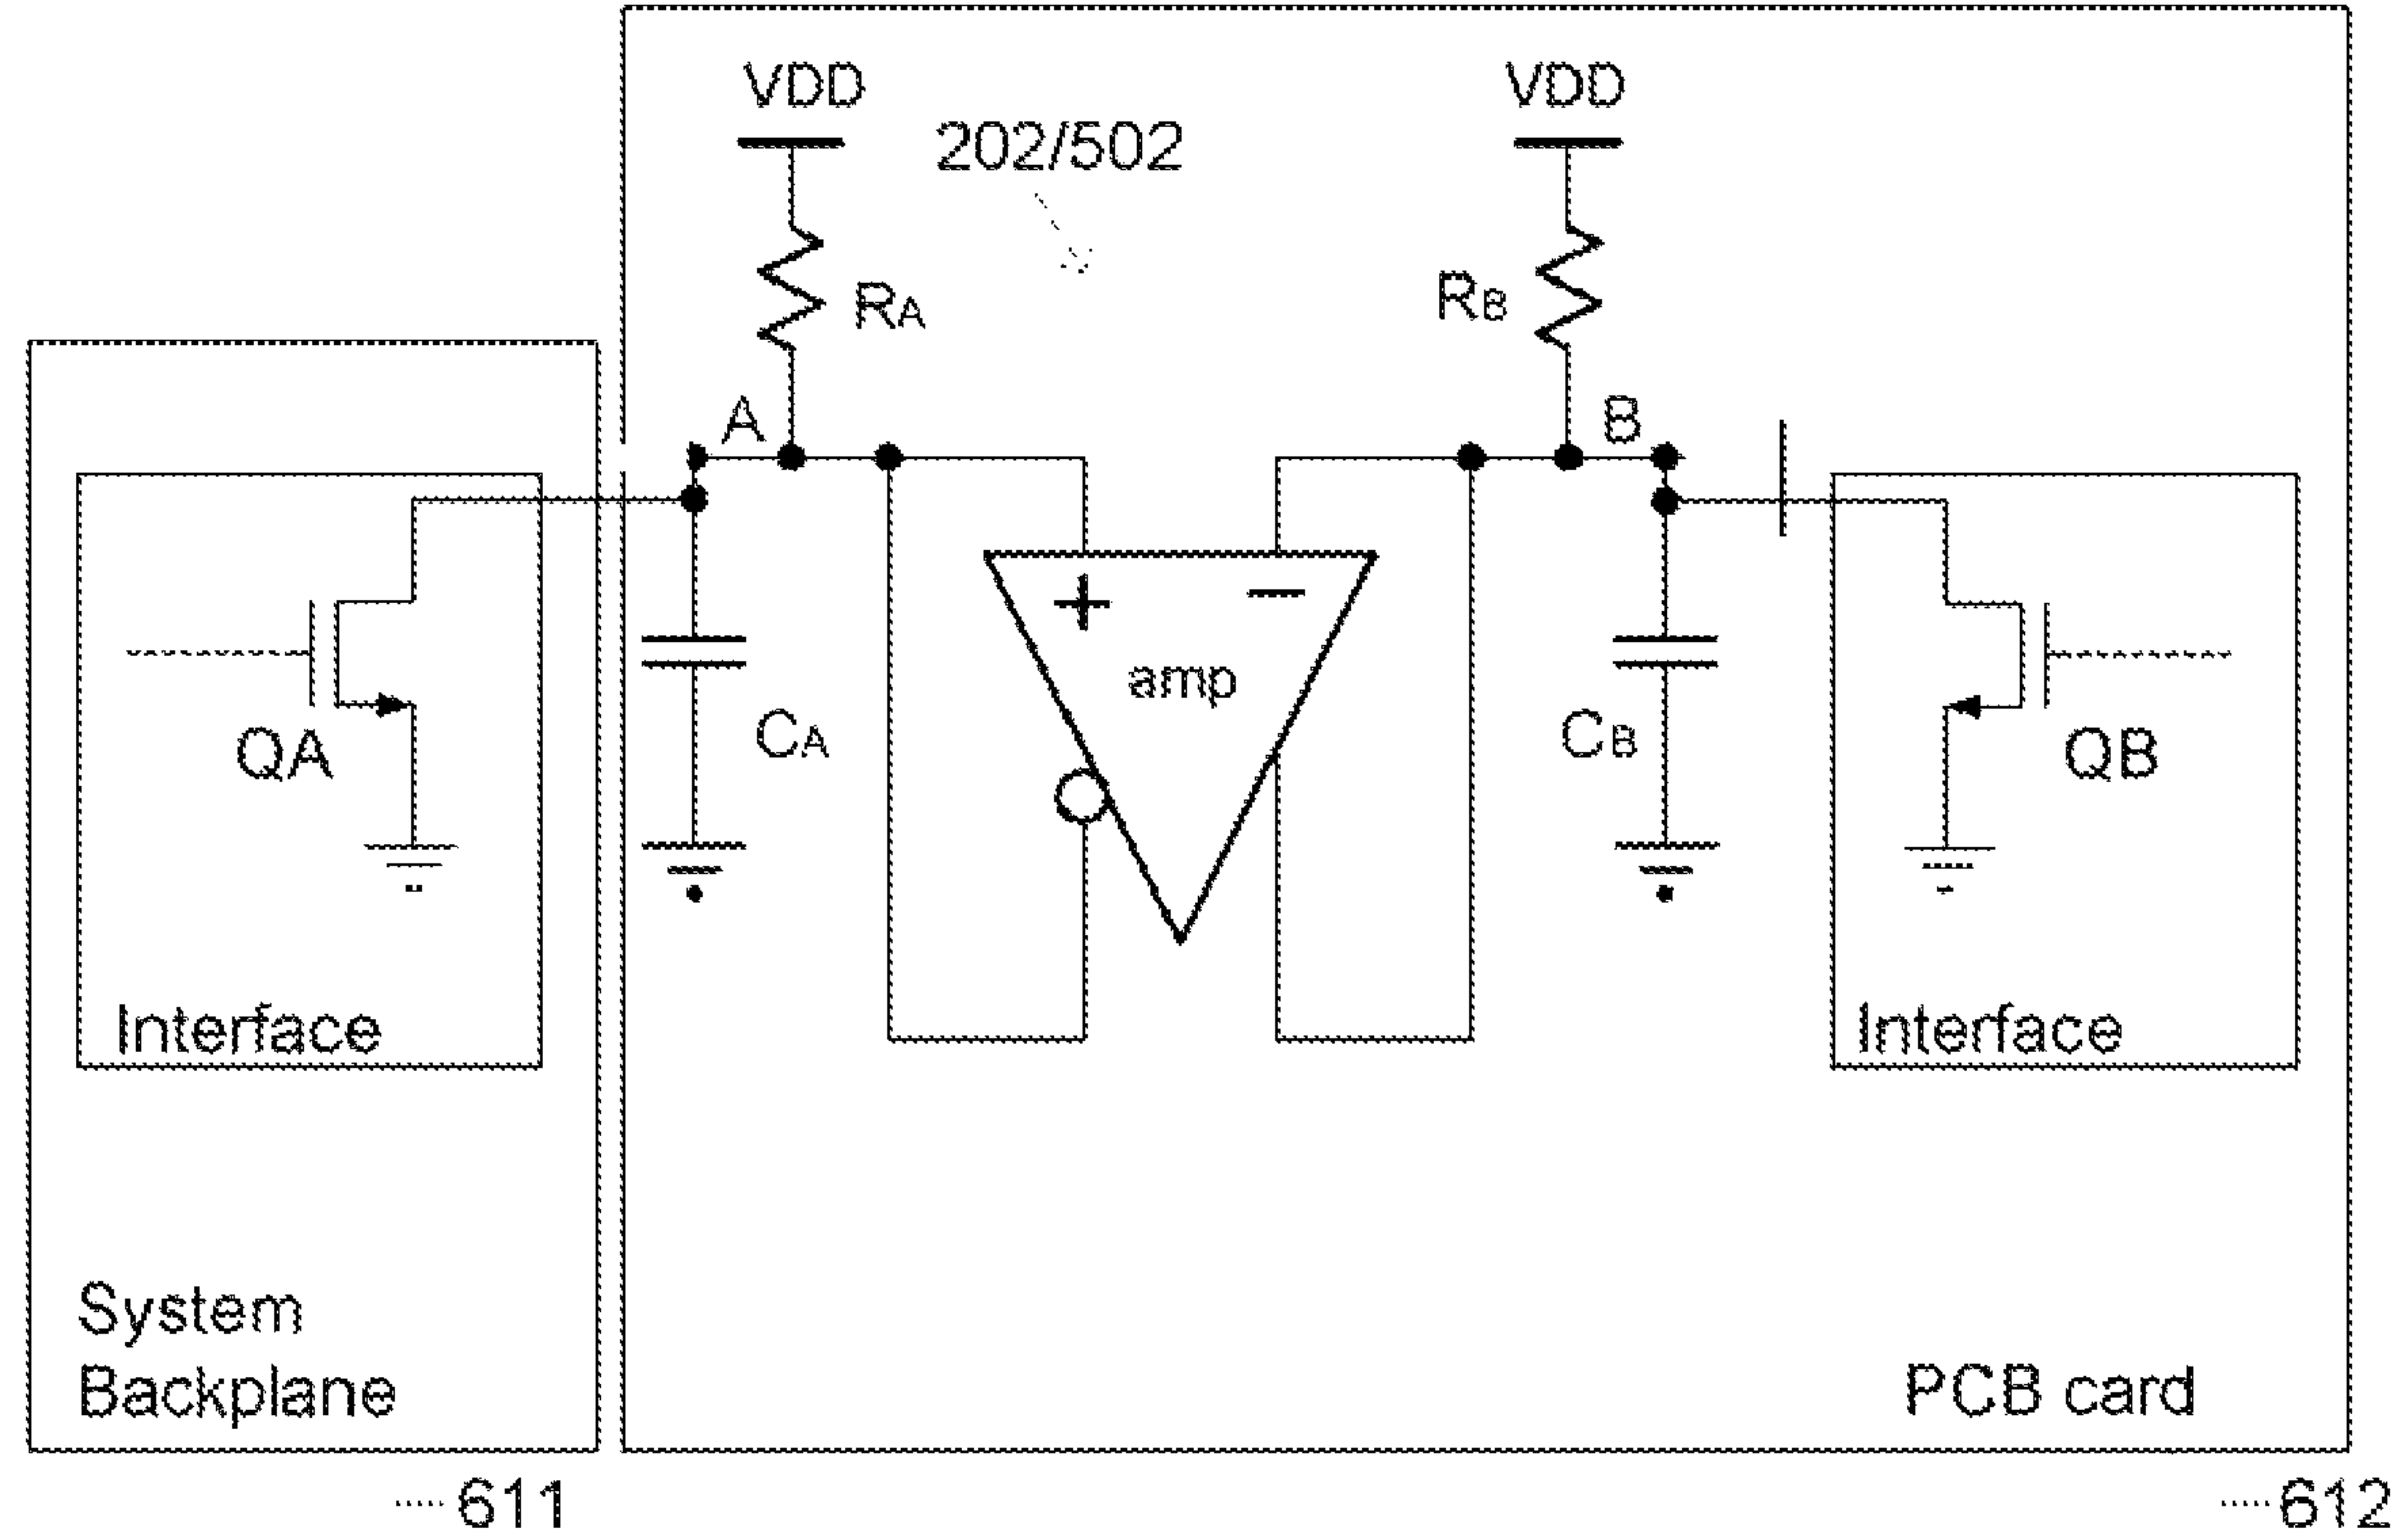 VDD
VDD
202/502
RA
RB
A
B
+
−
amp
CA
CB
QA
QB
Interface
Interface
System
Backplane
PCB card
611
612